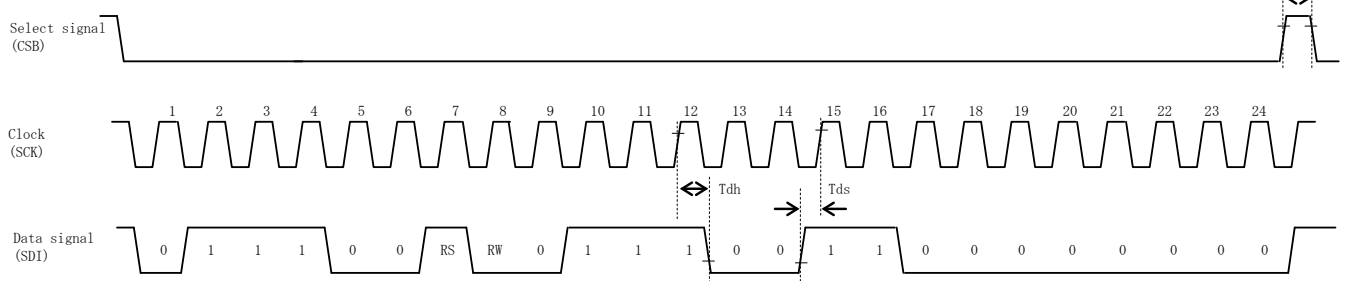 Select signal
(CSB)
1 2 3 4 5 6 7 8 9 10 11 12 13 14 15 16 17 18 19 20 21 22 23 24
Clock
(SCK)
Tdh Tds
Data signal
(SDI)
0 1 1 1 0 0 RS RW 0 1 1 1 0 0 1 1 0 0 0 0 0 0 0 0